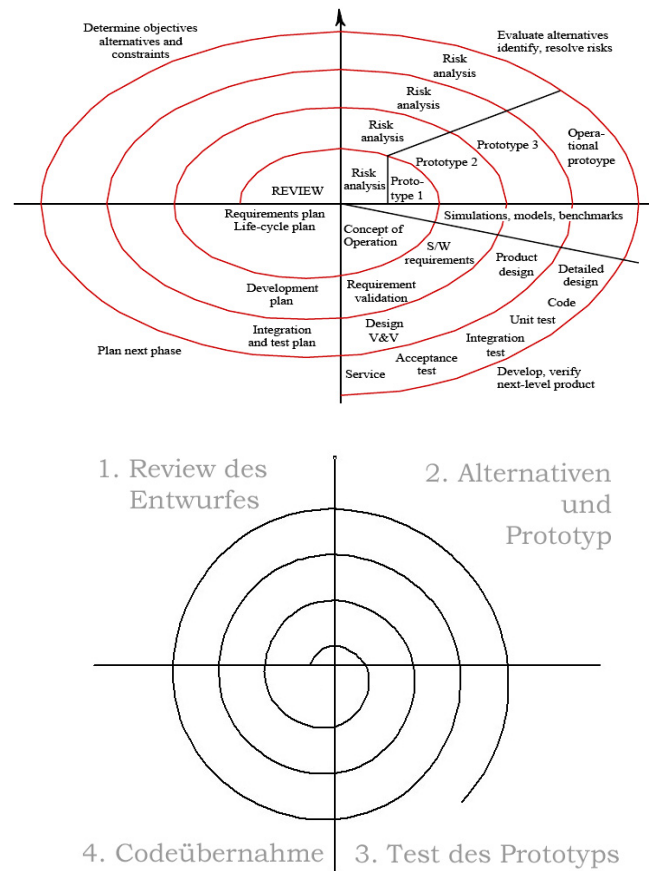 Determine objectives
alternatives and
constraints
Evaluate alternatives
identify, resolve risks
Risk
analysis
Risk
analysis
Risk
analysis
Risk
analysis
Proto-
type 1
Prototype 2
Prototype 3
Opera-
tional
protoype
REVIEW
Requirements plan
Life-cycle plan
Concept of
Operation
Simulations, models, benchmarks
S/W
requirements
Product
design
Detailed
design
Development
plan
Requirement
validation
Code
Unit test
Integration
and test plan
Design
V&V
Integration
test
Plan next phase
Acceptance
test
Service
Develop, verify
next-level product
1. Review des
Entwurfes
2. Alternativen
und
Prototyp
4. Codeübernahme
3. Test des Prototyps